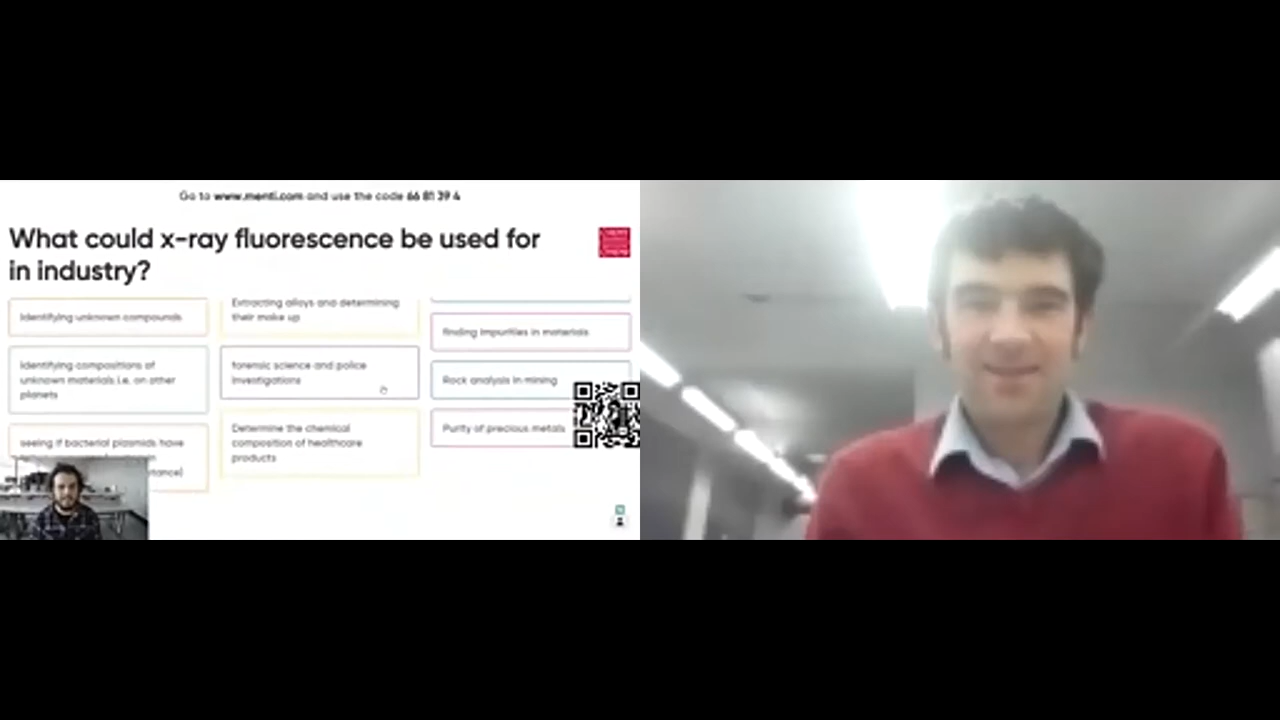 Go to www.menti.com and use the code 66 81 39 4
What could x-ray fluorescence be used for
in industry?
Identifying unknown compounds
Identifying compositions of
unknown materials i.e. on other
planets
seeing if bacterial plasmids have
Extracting alloys and determining
their make up
forensic science and police
investigations
Determine the chemical
composition of healthcare
products
finding impurities in materials
Rock analysis in mining
Purity of precious metals